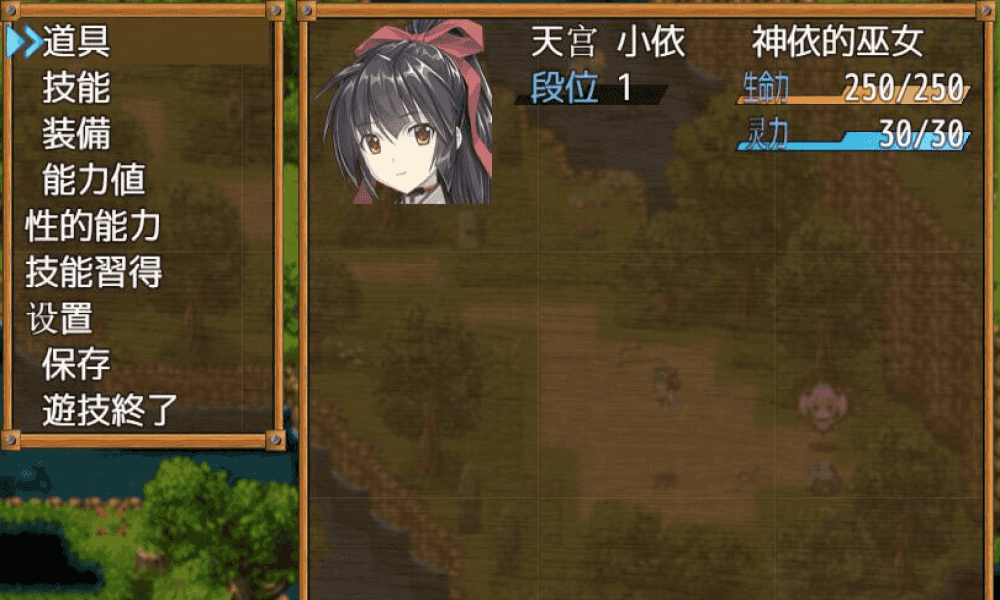 道具
技能
装備
能力値
性的能力
技能習得
设置
保存
遊技終了
天宫 小依 神依的巫女
段位 1 生命力 250/250
灵力 30/30